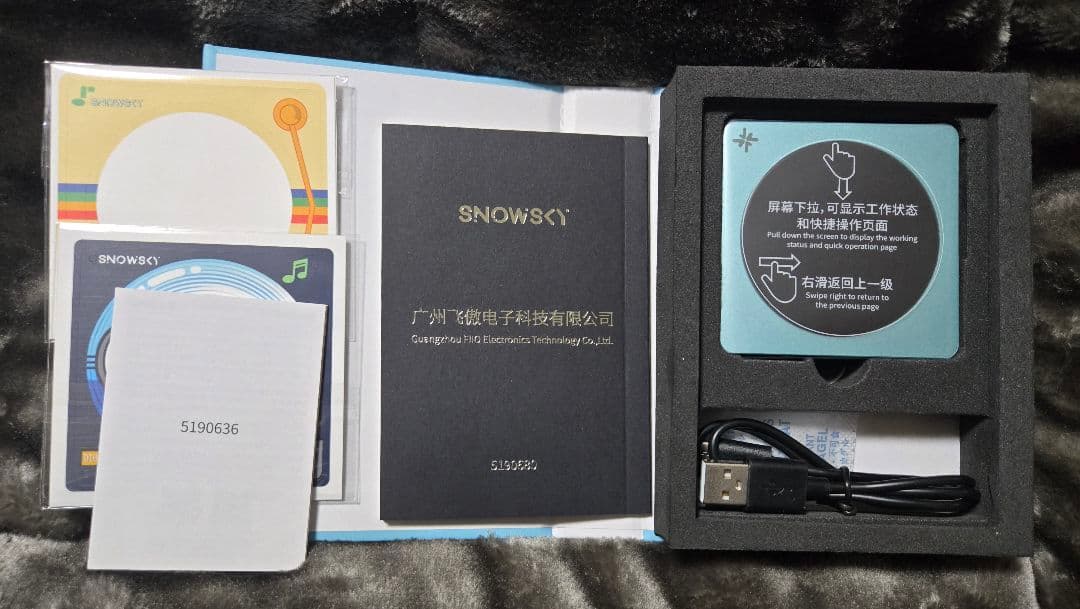 SNOWSKY
SNOWSKY
5190636
SNOWSKY
广州飞傲电子科技有限公司
Guangzhou FiiO Electronics Technology Co.,Ltd.
5190680
屏幕下拉,可显示工作状态
和快捷操作页面
Pull down the screen to display the working
status and quick operation page
右滑返回上一级
Swipe right to return to
the previous page